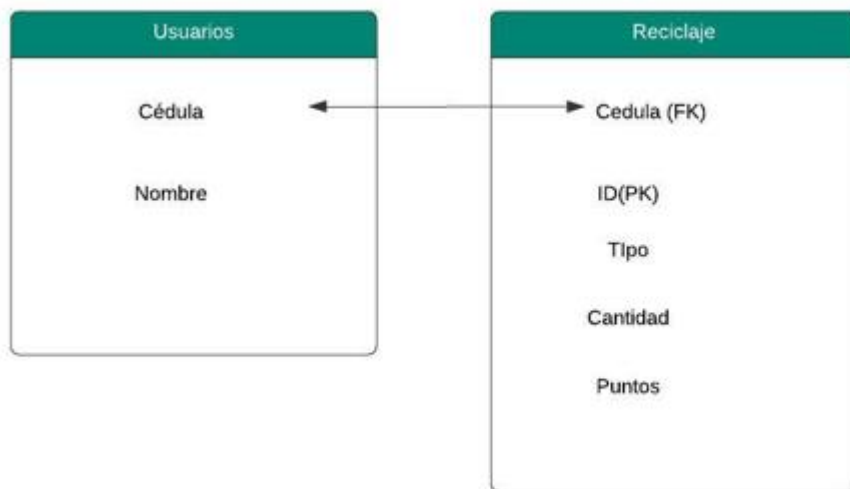 Usuarios
Cédula
Nombre
Reciclaje
Cedula (FK)
ID(PK)
TIpo
Cantidad
Puntos